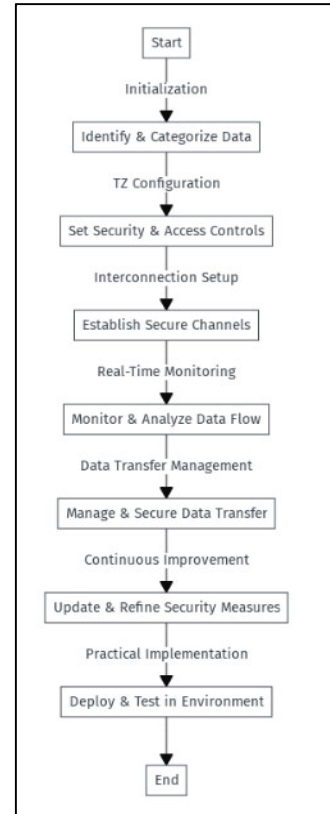 Start
Initialization
Identify & Categorize Data
TZ Configuration
Set Security & Access Controls
Interconnection Setup
Establish Secure Channels
Real-Time Monitoring
Monitor & Analyze Data Flow
Data Transfer Management
Manage & Secure Data Transfer
Continuous Improvement
Update & Refine Security Measures
Practical Implementation
Deploy & Test in Environment
End